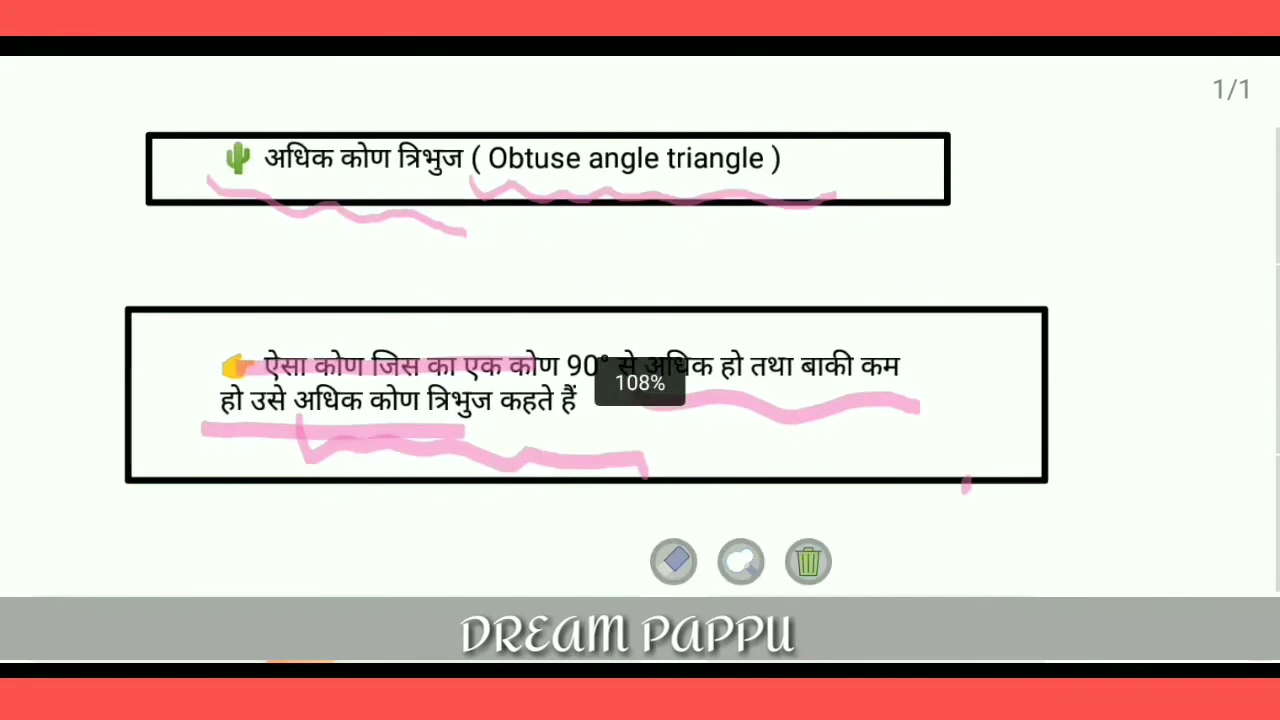 1/1
🌵 अधिक कोण त्रिभुज ( Obtuse angle triangle )
👉 ऐसा कोण जिस का एक कोण 90° से अधिक हो तथा बाकी कम
108%
हो उसे अधिक कोण त्रिभुज कहते हैं
DREAM PAPPU